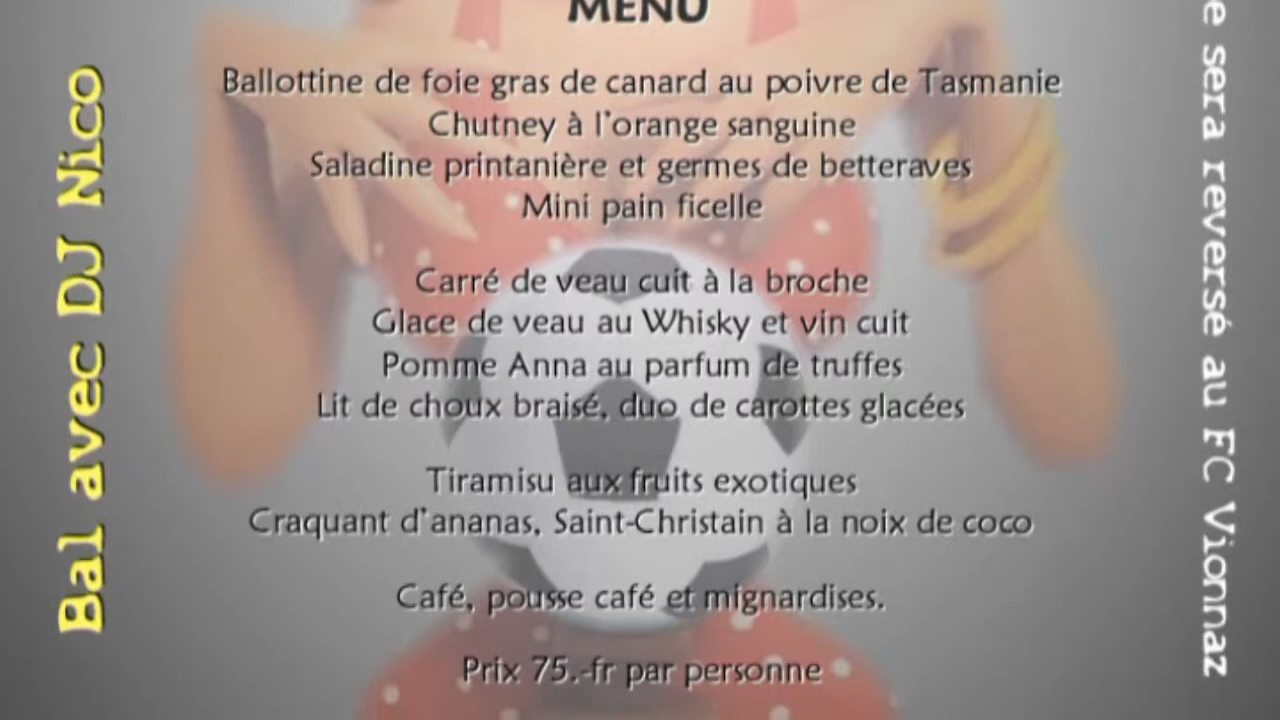 MENU
Ballottine de foie gras de canard au poivre de Tasmanie
Chutney à l'orange sanguine
Saladine printanière et germes de betteraves
Mini pain ficelle
Carré de veau cuit à la broche
Glace de veau au Whisky et vin cuit
Pomme Anna au parfum de truffes
Lit de choux braisé, duo de carottes glacées
Tiramisu aux fruits exotiques
Craquant d'ananas, Saint-Christain à la noix de coco
Café, pousse café et mignardises.
Prix 75.-fr par personne
Bal avec DJ Nico
e sera reversé au FC Vionnaz